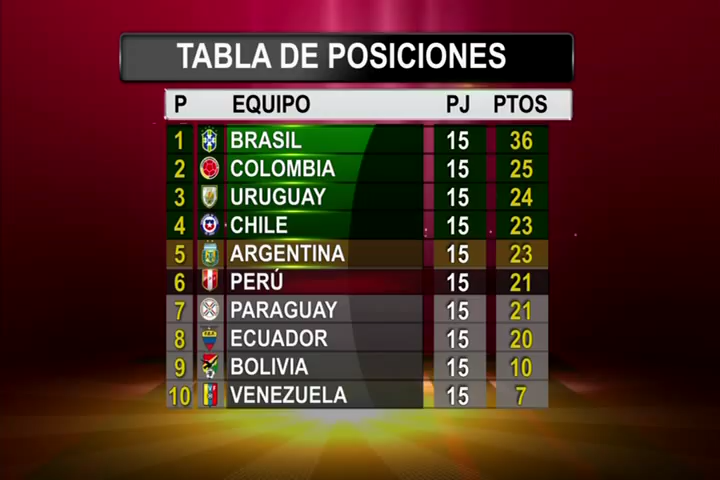 TABLA DE POSICIONES
P EQUIPO PJ PTOS
1 BRASIL 15 36
2 COLOMBIA 15 25
3 URUGUAY 15 24
4 CHILE 15 23
5 ARGENTINA 15 23
6 PERÚ 15 21
7 PARAGUAY 15 21
8 ECUADOR 15 20
9 BOLIVIA 15 10
10 VENEZUELA 15 7